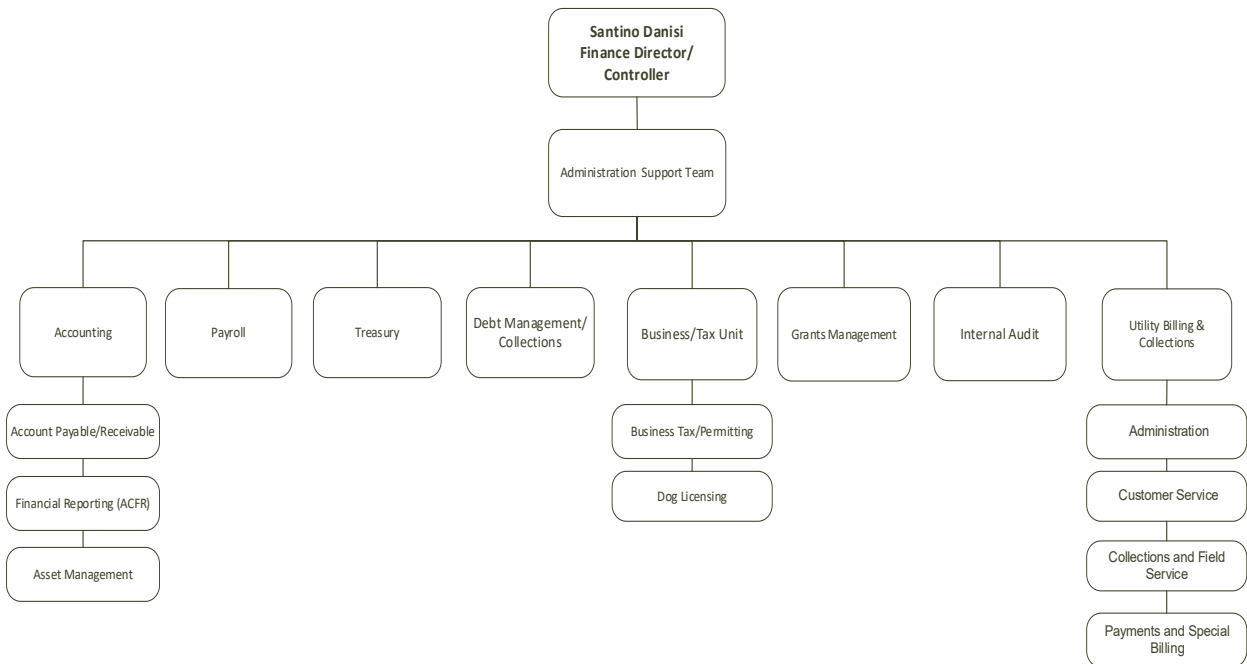 Santino Danisi
Finance Director/
Controller
Administration Support Team
Accounting
Payroll
Treasury
Debt Management/
Collections
Business/Tax Unit
Grants Management
Internal Audit
Utility Billing &
Collections
Account Payable/Receivable
Financial Reporting (ACFR)
Asset Management
Business Tax/Permitting
Dog Licensing
Administration
Customer Service
Collections and Field
Service
Payments and Special
Billing